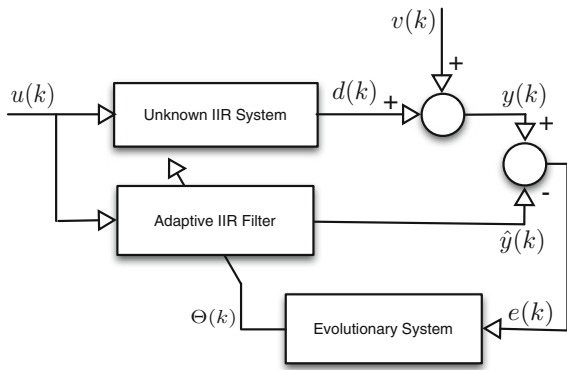 v(k)
+
u(k)
Unknown IIR System
d(k)
+
y(k)
+
-
Adaptive IIR Filter
ŷ(k)
Θ(k)
Evolutionary System
e(k)